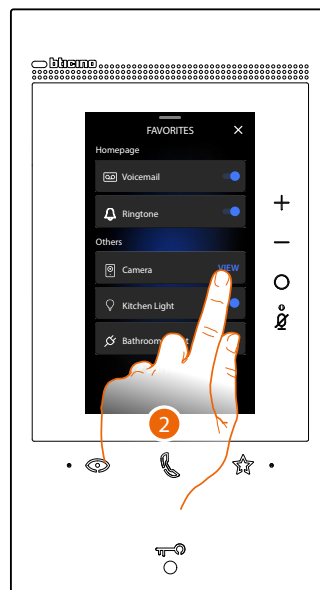 bticino
FAVORITES
Homepage
Voicemail
Ringtone
Others
Camera VIEW
Kitchen Light
Bathroom
2